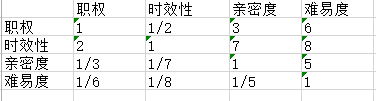 职权 时效性 亲密度 难易度
职权 1 1/2 3 6
时效性 2 1 7 8
亲密度 1/3 1/7 1 5
难易度 1/6 1/8 1/5 1